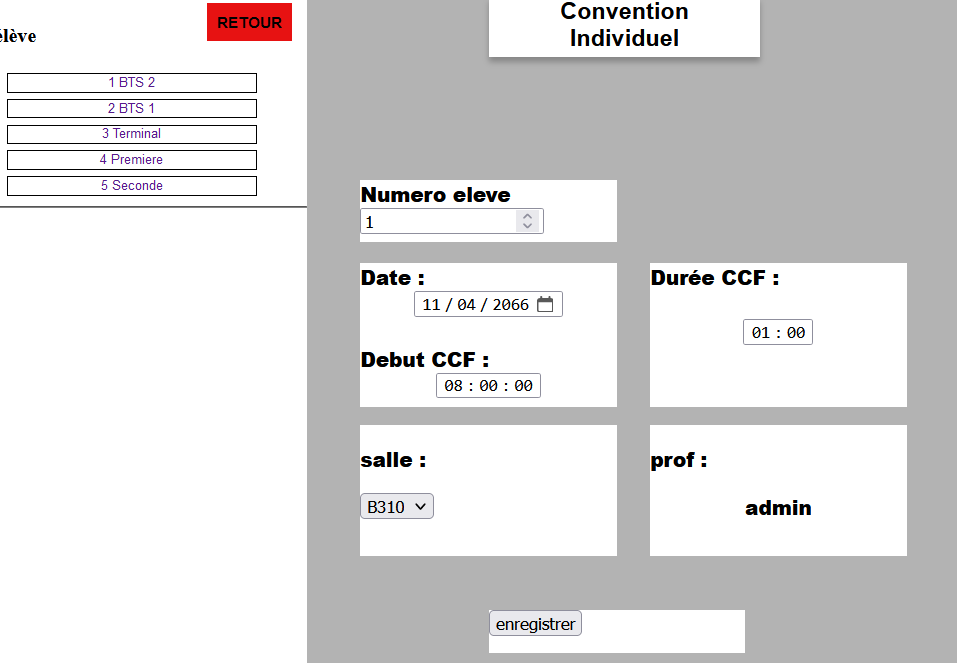 élève
RETOUR
1 BTS 2
2 BTS 1
3 Terminal
4 Premiere
5 Seconde
Convention
Individuel
Numero eleve
1
Date :
11 / 04 / 2066
Debut CCF :
08 : 00 : 00
Durée CCF :
01 : 00
salle :
B310
prof :
admin
enregistrer